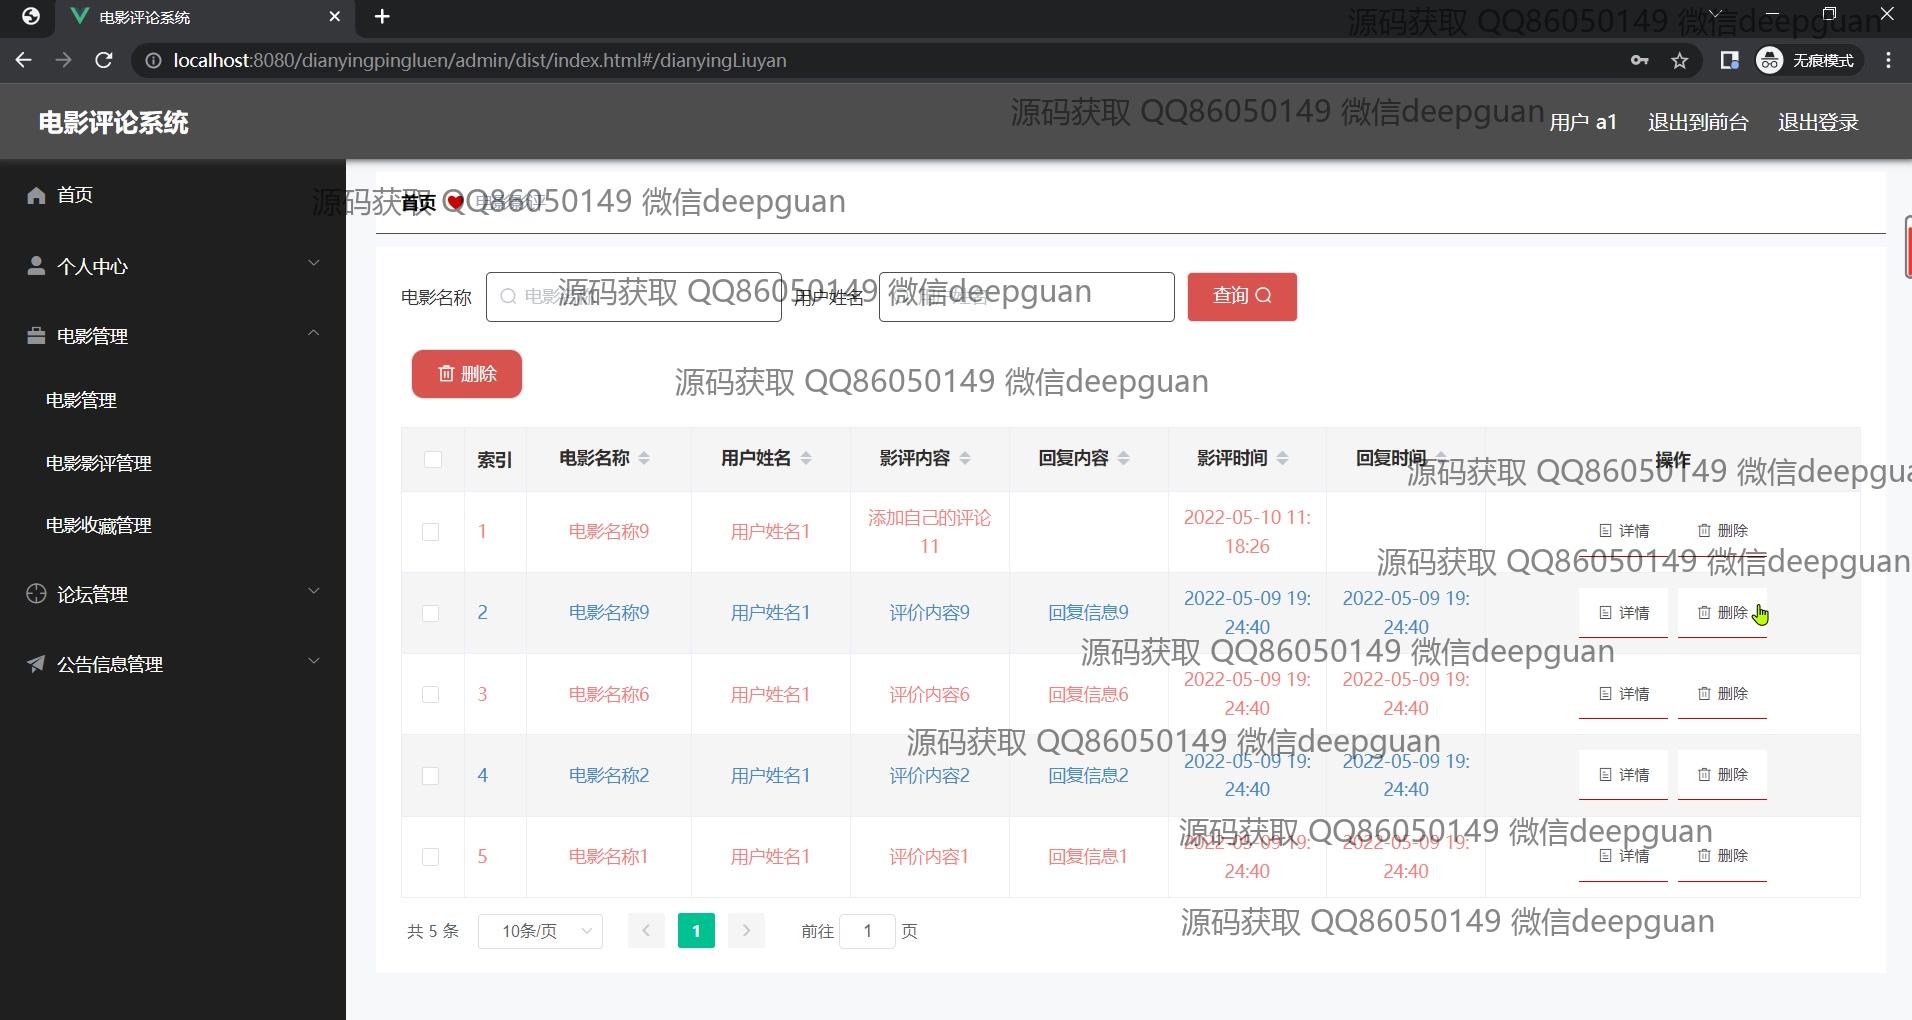 电影评论系统
源码获取 QQ86050149 微信deepguan
localhost:8080/dianyingpingluen/admin/dist/index.html#/dianyingLiuyan
无痕模式
电影评论系统
源码获取 QQ86050149 微信deepguan
用户 a1
退出到前台
退出登录
首页
个人中心
电影管理
电影管理
电影影评管理
电影收藏管理
论坛管理
公告信息管理
首页
电影影评
源码获取 QQ86050149 微信deepguan
电影名称
用户姓名
查询
源码获取 QQ86050149 微信deepguan
删除
源码获取 QQ86050149 微信deepguan
索引 电影名称 用户姓名 影评内容 回复内容 影评时间 回复时间 操作
源码获取 QQ86050149 微信deepgua
1 电影名称9 用户姓名1 添加自己的评论 2022-05-10 11: 详情 删除
11 18:26
源码获取 QQ86050149 微信deepguan
2 电影名称9 用户姓名1 评价内容9 回复信息9 2022-05-09 19: 2022-05-09 19: 详情 删除
24:40 24:40
源码获取 QQ86050149 微信deepguan
3 电影名称6 用户姓名1 评价内容6 回复信息6 2022-05-09 19: 2022-05-09 19: 详情 删除
24:40 24:40
源码获取 QQ86050149 微信deepguan
4 电影名称2 用户姓名1 评价内容2 回复信息2 2022-05-09 19: 2022-05-09 19: 详情 删除
24:40 24:40
源码获取 QQ86050149 微信deepguan
5 电影名称1 用户姓名1 评价内容1 回复信息1 2022-05-09 19: 2022-05-09 19: 详情 删除
24:40 24:40
源码获取 QQ86050149 微信deepguan
共 5 条 10条/页 1 前往 1 页